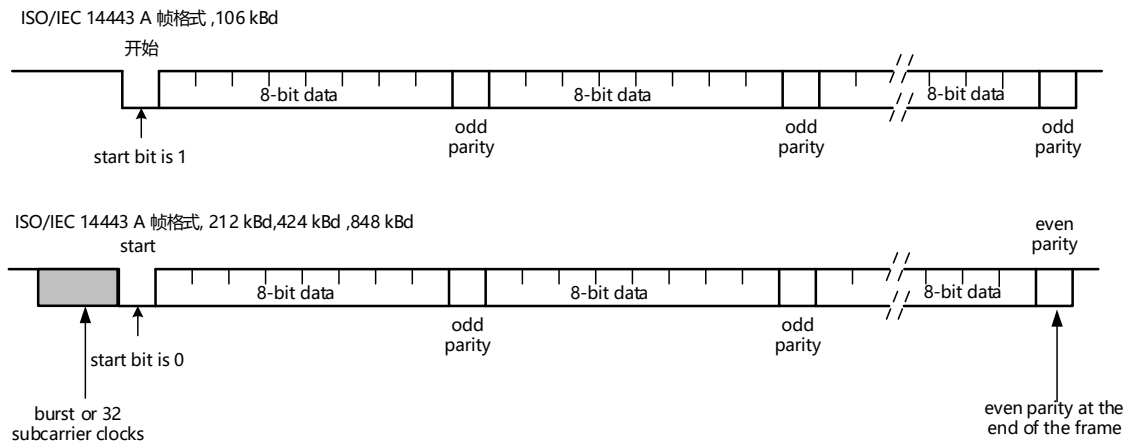 ISO/IEC 14443 A 帧格式 ,106 kBd
开始
8-bit data
8-bit data
8-bit data
odd
parity
odd
parity
odd
parity
start bit is 1
ISO/IEC 14443 A 帧格式, 212 kBd,424 kBd ,848 kBd
start
even
parity
8-bit data
8-bit data
8-bit data
odd
parity
odd
parity
start bit is 0
burst or 32
subcarrier clocks
even parity at the
end of the frame